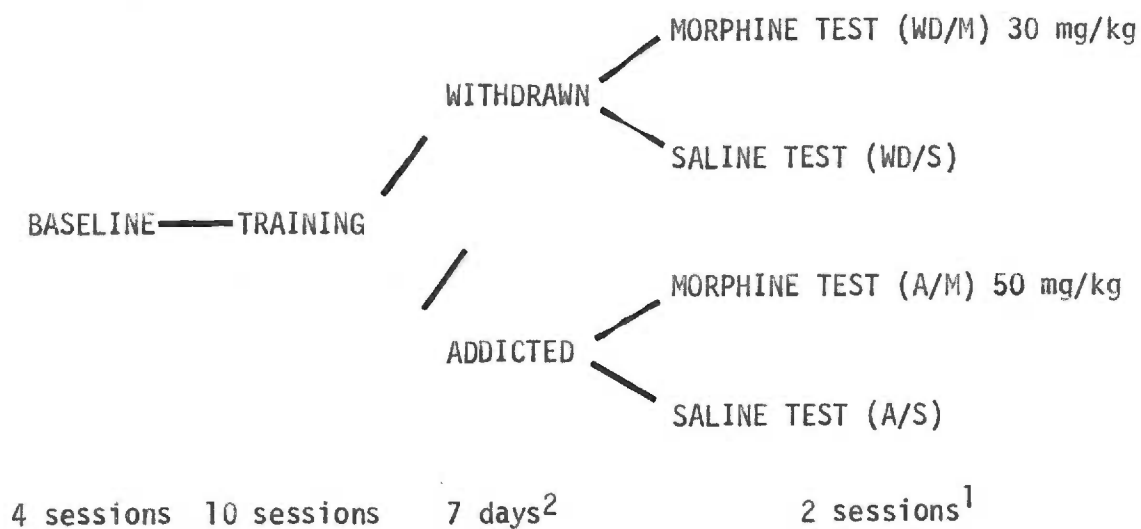 MORPHINE TEST (WD/M) 30 mg/kg
WITHDRAWN
SALINE TEST (WD/S)
BASELINE TRAINING
MORPHINE TEST (A/M) 50 mg/kg
ADDICTED
SALINE TEST (A/S)
4 sessions 10 sessions 7 days² 2 sessions¹